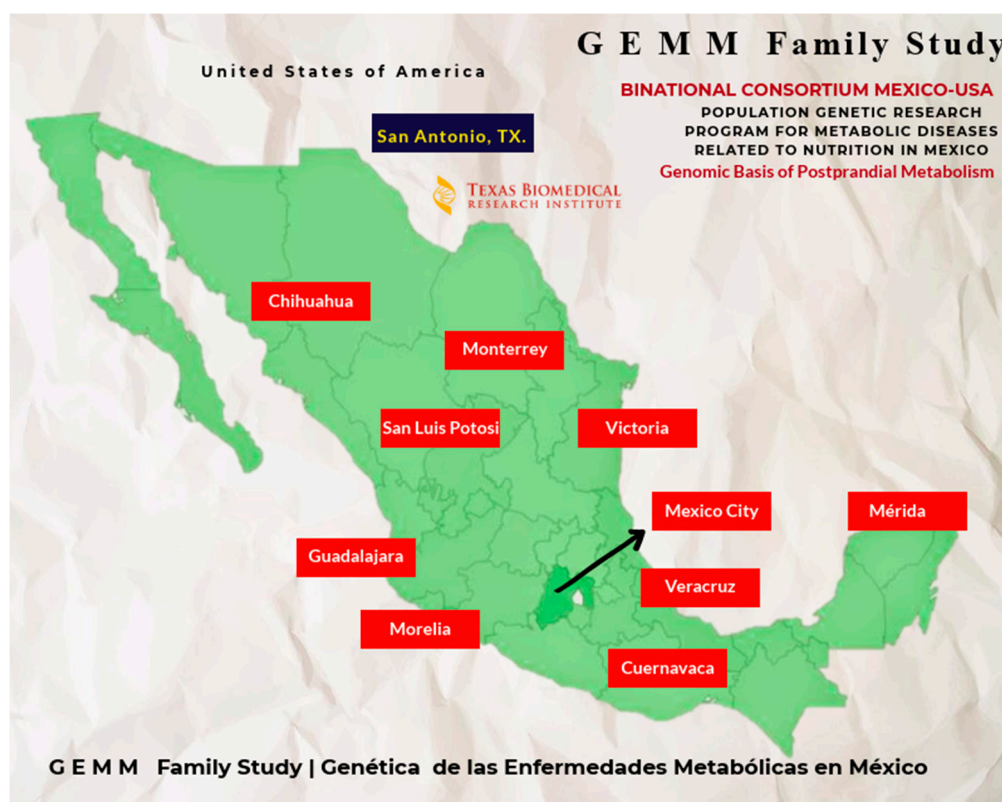 G E M M Family Study
United States of America
BINATIONAL CONSORTIUM MEXICO-USA
POPULATION GENETIC RESEARCH
PROGRAM FOR METABOLIC DISEASES
RELATED TO NUTRITION IN MEXICO
Genomic Basis of Postprandial Metabolism
San Antonio, TX.
TEXAS BIOMEDICAL
RESEARCH INSTITUTE
Chihuahua
Monterrey
San Luis Potosi
Victoria
Mexico City
Mérida
Guadalajara
Veracruz
Morelia
Cuernavaca
G E M M Family Study | Genética de las Enfermedades Metabólicas en México